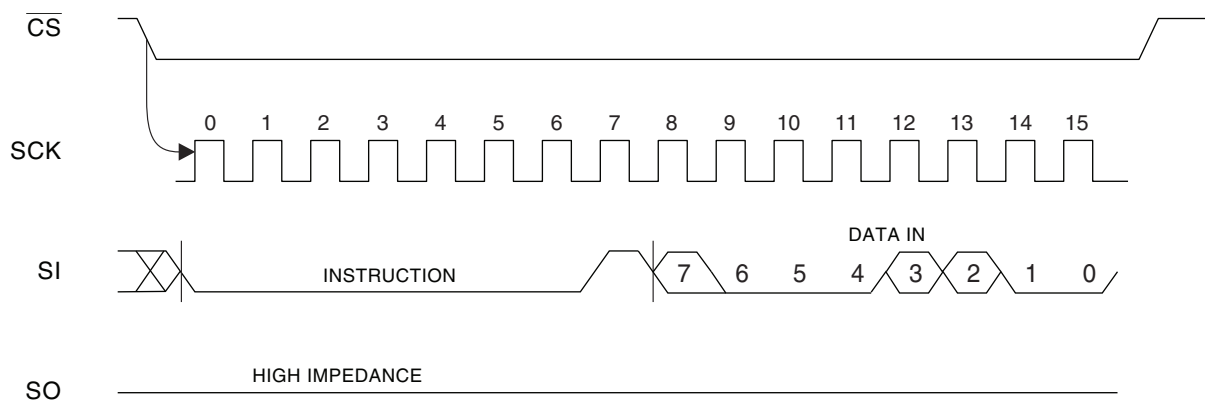 CS
SCK
0 1 2 3 4 5 6 7 8 9 10 11 12 13 14 15
SI
INSTRUCTION
DATA IN
7 6 5 4 3 2 1 0
SO
HIGH IMPEDANCE